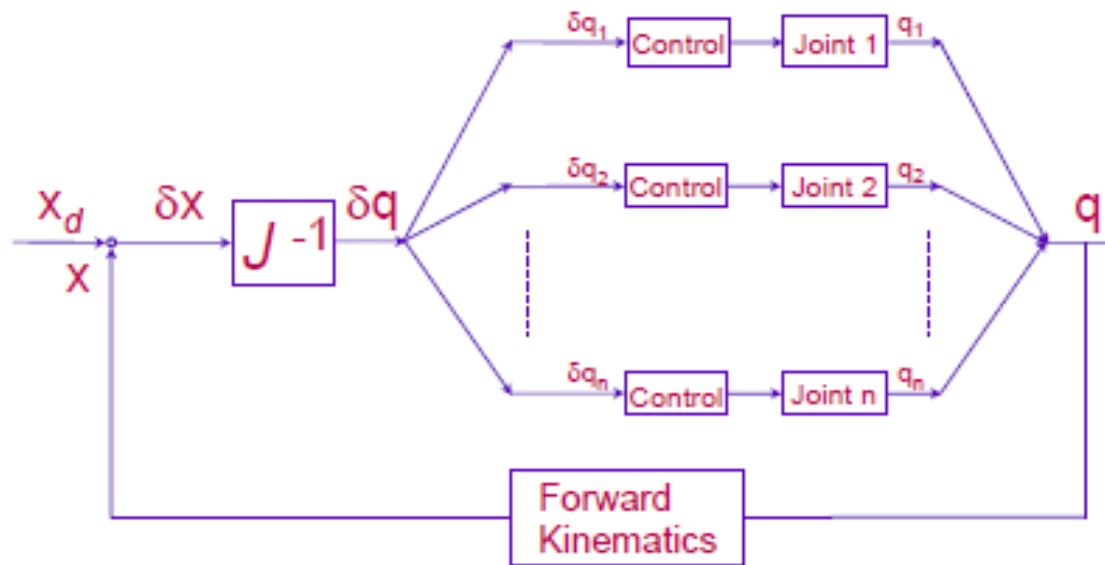 δq₁ Control Joint 1 q₁
δq₂ Control Joint 2 q₂
x_d δx J⁻¹ δq q
x
δqₙ Control Joint n qₙ
Forward
Kinematics